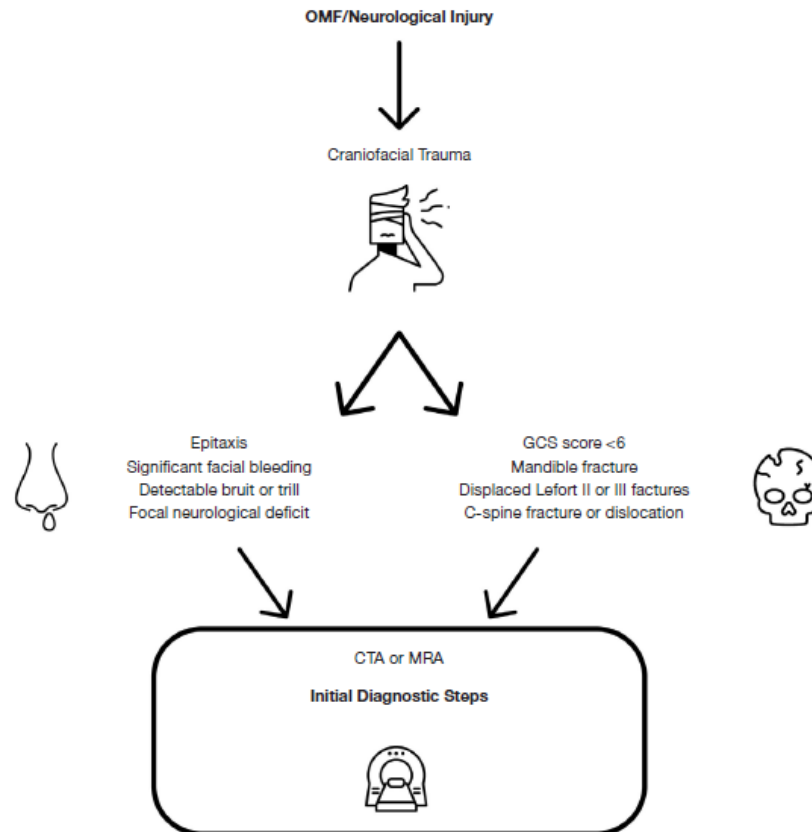 OMF/Neurological Injury
Craniofacial Trauma
Epitaxis
Significant facial bleeding
Detectable bruit or trill
Focal neurological deficit
GCS score <6
Mandible fracture
Displaced Lefort II or III factures
C-spine fracture or dislocation
CTA or MRA
Initial Diagnostic Steps